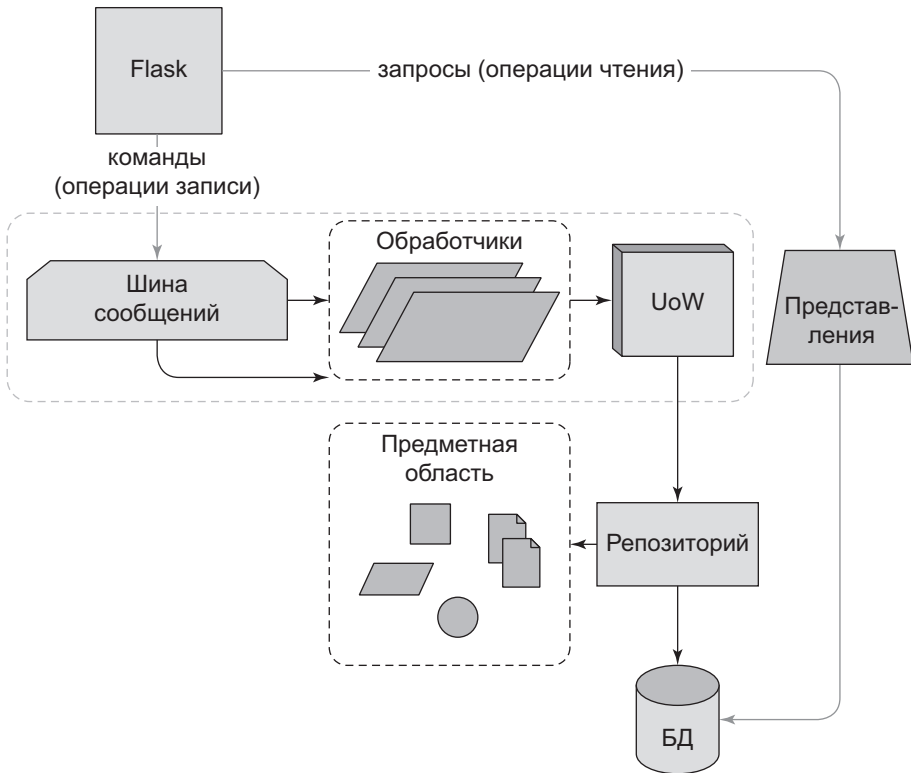 Flask
запросы (операции чтения)
команды
(операции записи)
Обработчики
Шина
сообщений
UoW
Представ-
ления
Предметная
область
Репозиторий
БД